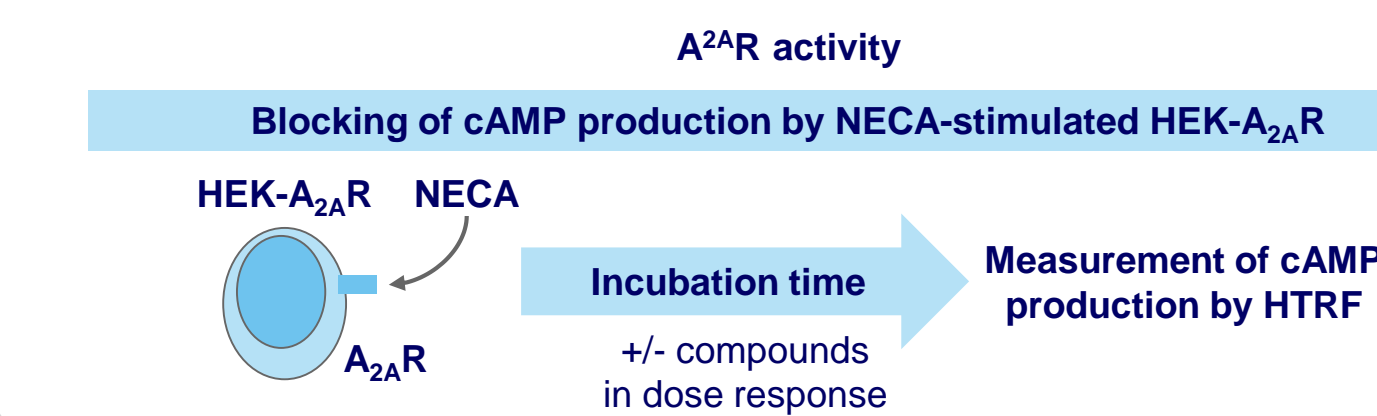 A²ᴬR activity
Blocking of cAMP production by NECA-stimulated HEK-A₂ₐR
HEK-A₂ₐR NECA
Incubation time
Measurement of cAMP
production by HTRF
A₂ₐR
+/- compounds
in dose response